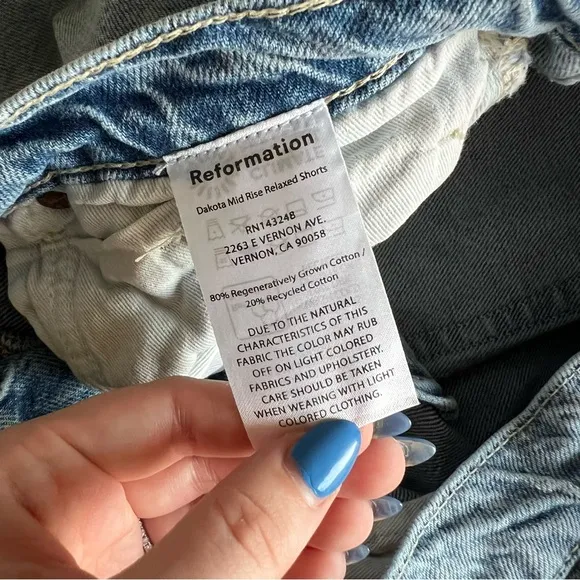 Reformation
Dakota Mid Rise Relaxed Shorts
RN14324B
2263 E VERNON AVE.
VERNON, CA 90058
80% Regeneratively Grown Cotton /
20% Recycled Cotton
DUE TO THE NATURAL
CHARACTERISTICS OF THIS
FABRIC THE COLOR MAY RUB
OFF ON LIGHT COLORED
FABRICS AND UPHOLSTERY.
CARE SHOULD BE TAKEN
WHEN WEARING WITH LIGHT
COLORED CLOTHING.